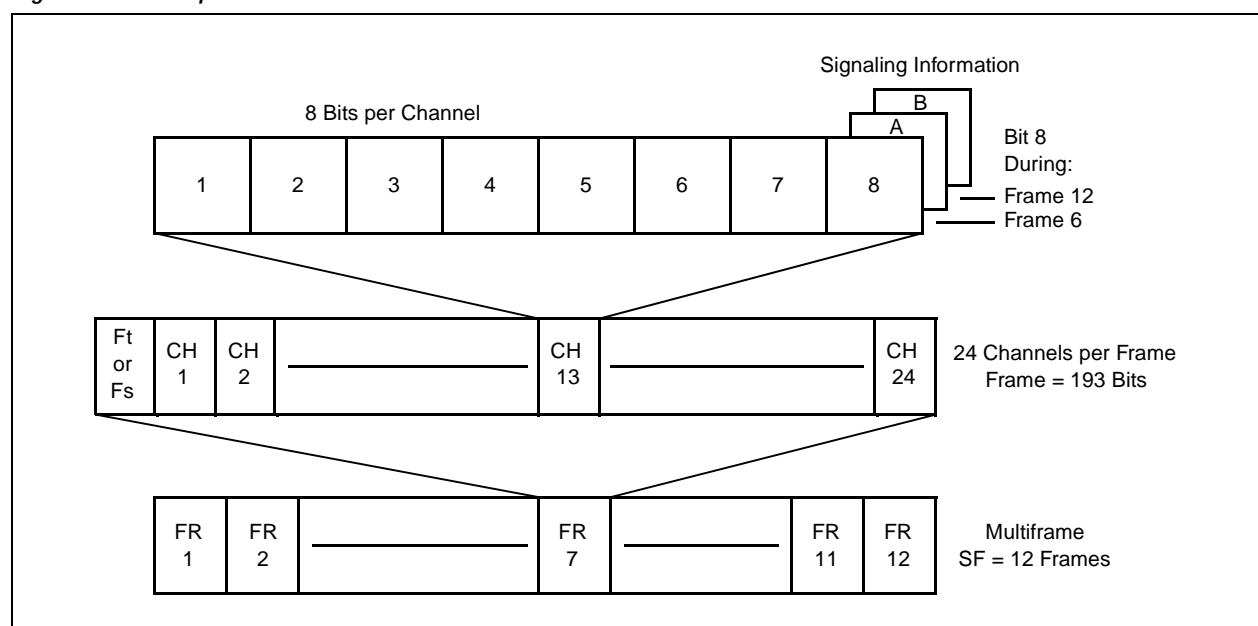 Signaling Information
8 Bits per Channel
B
A
Bit 8
During:
1 2 3 4 5 6 7 8
Frame 12
Frame 6
Ft
or
Fs
CH
1
CH
2
CH
13
CH
24
24 Channels per Frame
Frame = 193 Bits
FR
1
FR
2
FR
7
FR
11
FR
12
Multiframe
SF = 12 Frames